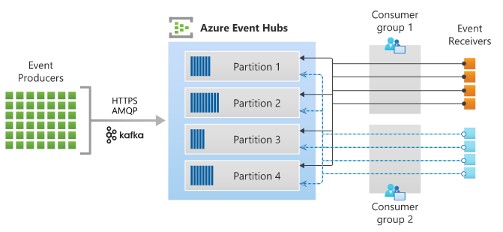 Event
Producers
HTTPS
AMQP
kafka
Azure Event Hubs
Partition 1
Partition 2
Partition 3
Partition 4
Consumer
group 1
Event
Receivers
Consumer
group 2